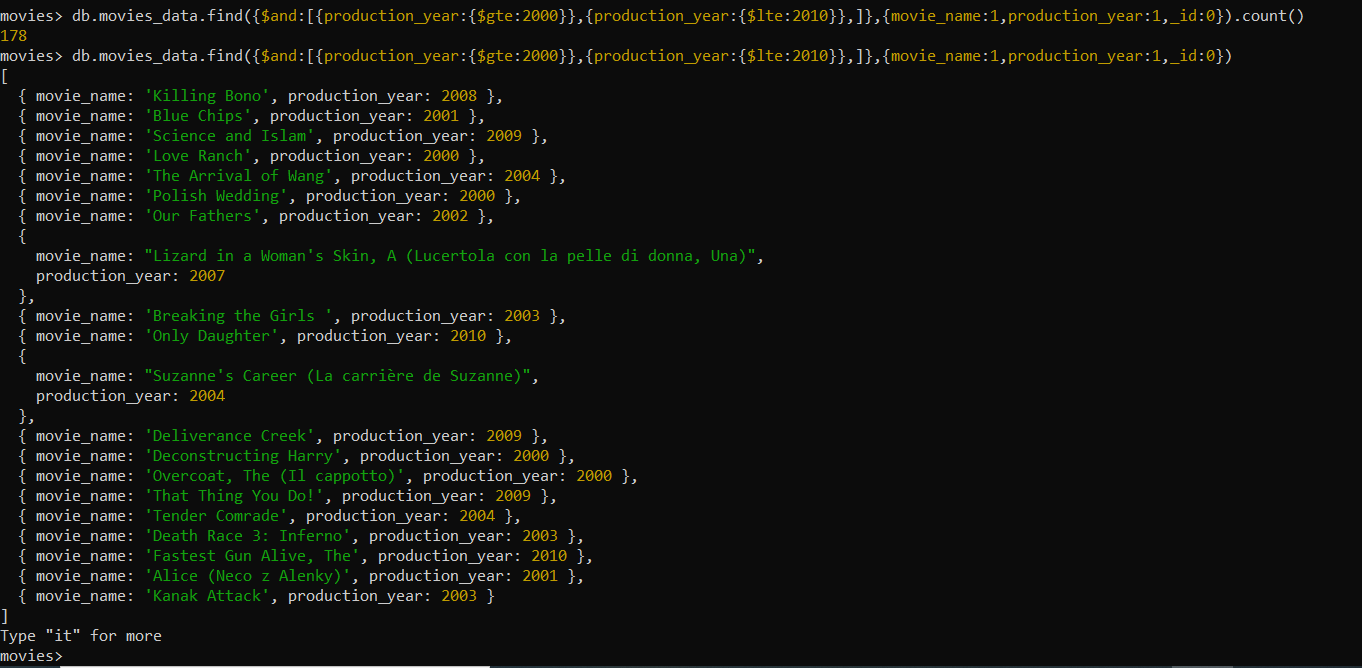 movies> db.movies_data.find({$and:[{production_year:{$gte:2000}},{production_year:{$lte:2010}},]},{movie_name:1,production_year:1,_id:0}).count()
178
movies> db.movies_data.find({$and:[{production_year:{$gte:2000}},{production_year:{$lte:2010}},]},{movie_name:1,production_year:1,_id:0})
[
  { movie_name: 'Killing Bono', production_year: 2008 },
  { movie_name: 'Blue Chips', production_year: 2001 },
  { movie_name: 'Science and Islam', production_year: 2009 },
  { movie_name: 'Love Ranch', production_year: 2000 },
  { movie_name: 'The Arrival of Wang', production_year: 2004 },
  { movie_name: 'Polish Wedding', production_year: 2000 },
  { movie_name: 'Our Fathers', production_year: 2002 },
  {
    movie_name: "Lizard in a Woman's Skin, A (Lucertola con la pelle di donna, Una)",
    production_year: 2007
  },
  { movie_name: 'Breaking the Girls ', production_year: 2003 },
  { movie_name: 'Only Daughter', production_year: 2010 },
  {
    movie_name: "Suzanne's Career (La carrière de Suzanne)",
    production_year: 2004
  },
  { movie_name: 'Deliverance Creek', production_year: 2009 },
  { movie_name: 'Deconstructing Harry', production_year: 2000 },
  { movie_name: 'Overcoat, The (Il cappotto)', production_year: 2000 },
  { movie_name: 'That Thing You Do!', production_year: 2009 },
  { movie_name: 'Tender Comrade', production_year: 2004 },
  { movie_name: 'Death Race 3: Inferno', production_year: 2003 },
  { movie_name: 'Fastest Gun Alive, The', production_year: 2010 },
  { movie_name: 'Alice (Neco z Alenky)', production_year: 2001 },
  { movie_name: 'Kanak Attack', production_year: 2003 }
]
Type "it" for more
movies>